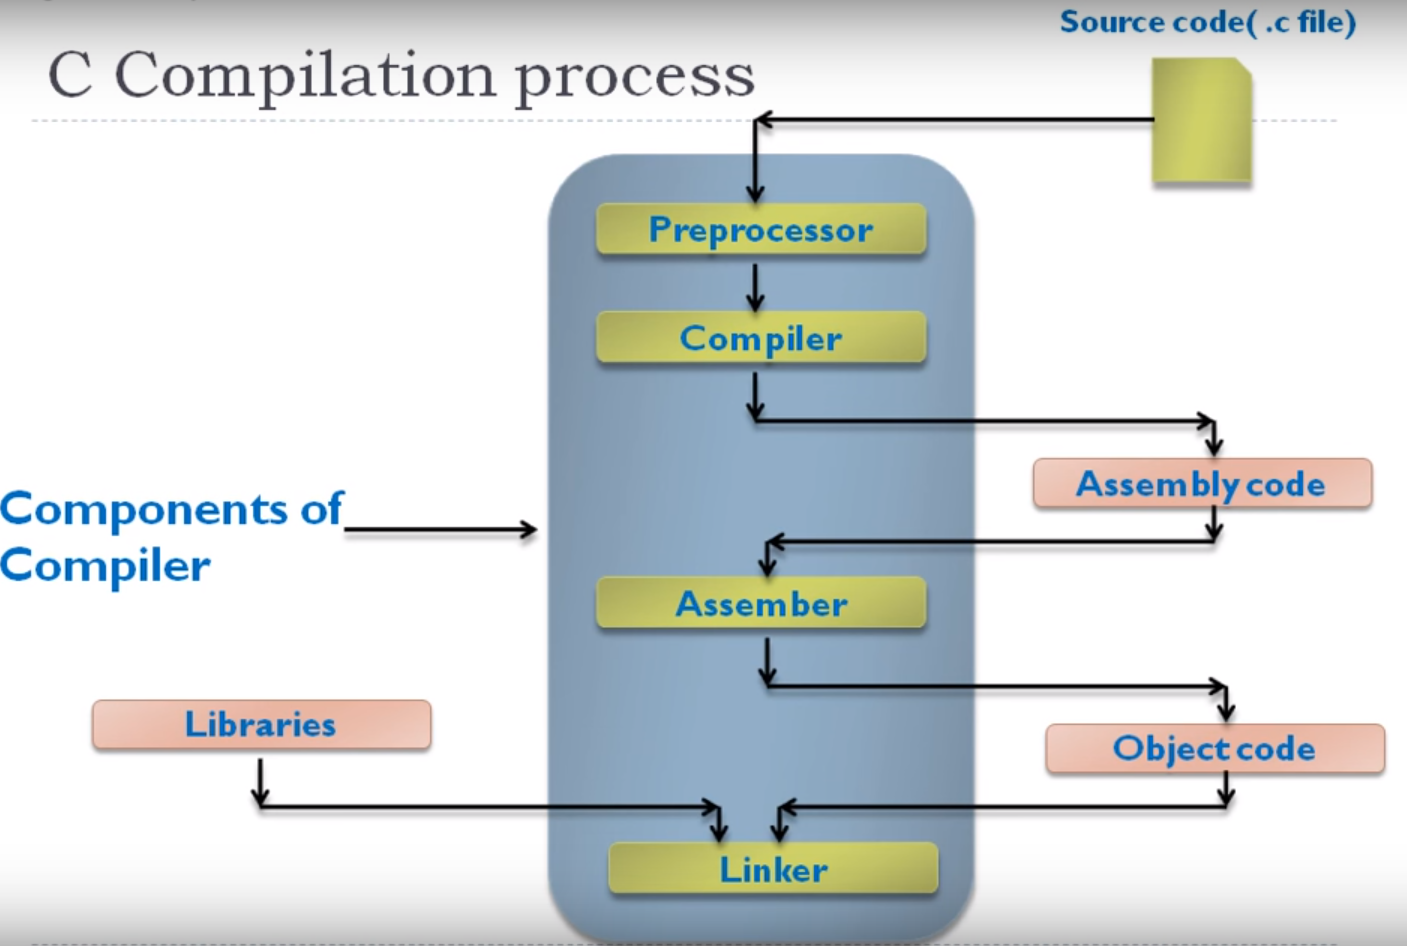 Source code( .c file)
C Compilation process
Preprocessor
Compiler
Assembly code
Components of
Compiler
Assember
Libraries
Object code
Linker